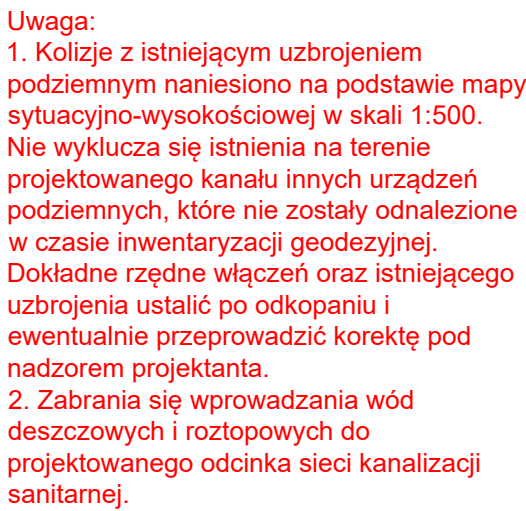 Uwaga:
1. Kolizje z istniejącym uzbrojeniem
podziemnym naniesiono na podstawie mapy
sytuacyjno-wysokościowej w skali 1:500.
Nie wyklucza się istnienia na terenie
projektowanego kanału innych urządzeń
podziemnych, które nie zostały odnalezione
w czasie inwentaryzacji geodezyjnej.
Dokładne rzędne włączeń oraz istniejącego
uzbrojenia ustalić po odkopaniu i
ewentualnie przeprowadzić korektę pod
nadzorem projektanta.
2. Zabrania się wprowadzania wód
deszczowych i roztopowych do
projektowanego odcinka sieci kanalizacji
sanitarnej.